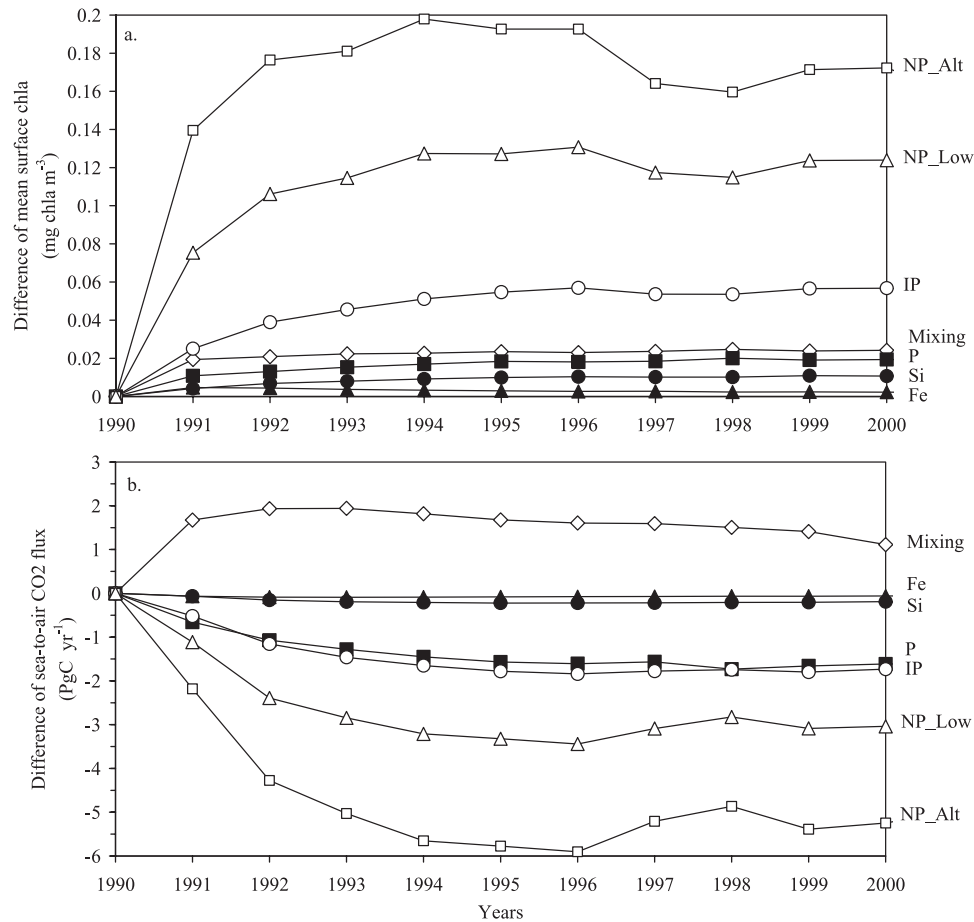 a.
Difference of mean surface chla
(mg chla m⁻³)
0.2
0.18
0.16
0.14
0.12
0.1
0.08
0.06
0.04
0.02
0
NP_Alt
NP_Low
IP
Mixing
P
Si
Fe
1990 1991 1992 1993 1994 1995 1996 1997 1998 1999 2000
b.
Difference of sea-to-air CO2 flux
(PgC yr⁻¹)
3
2
1
0
-1
-2
-3
-4
-5
-6
Mixing
Fe
Si
P
IP
NP_Low
NP_Alt
1990 1991 1992 1993 1994 1995 1996 1997 1998 1999 2000
Years